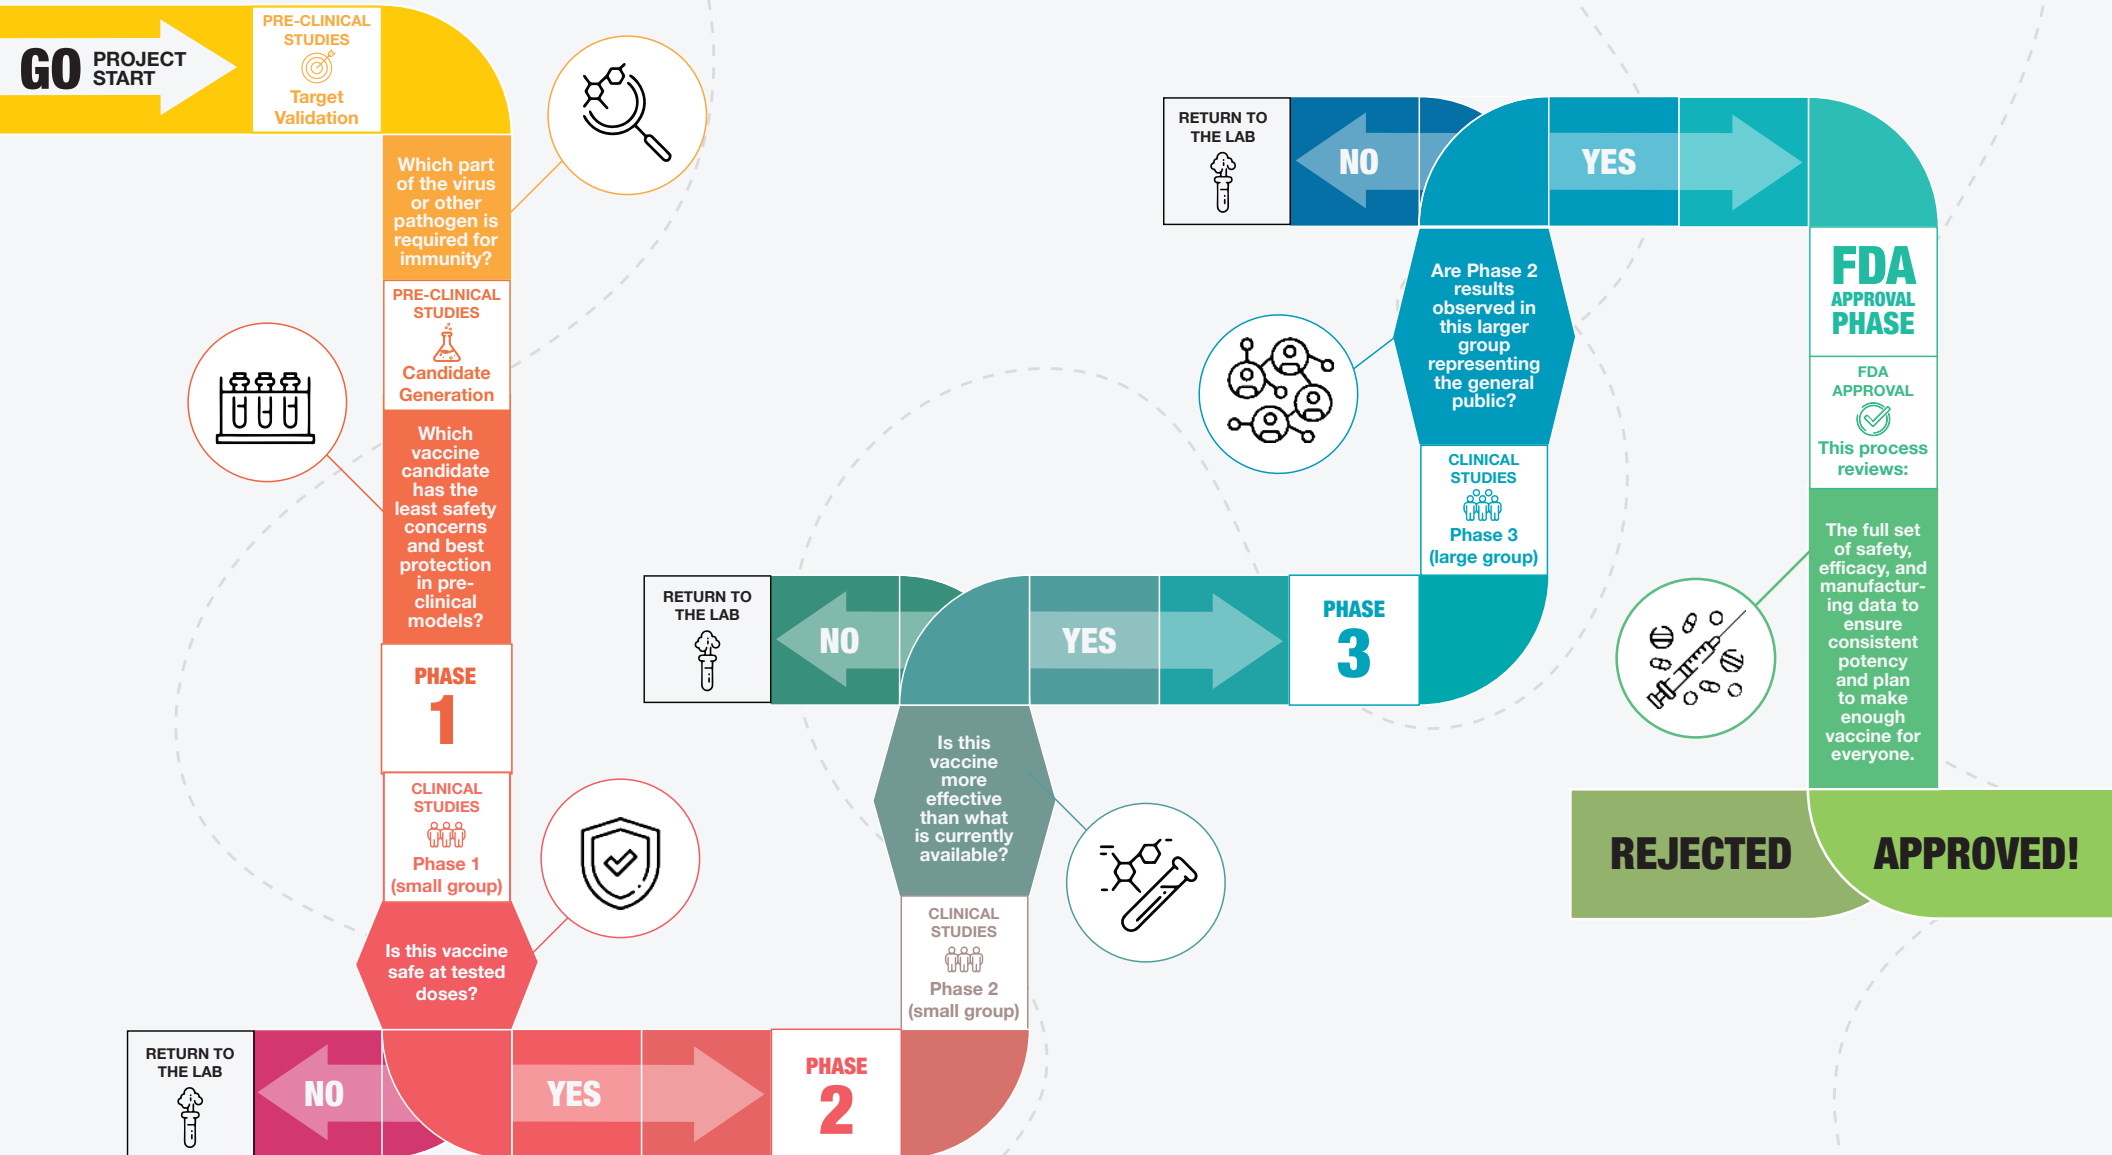 GO PROJECT
START
PRE-CLINICAL
STUDIES
Target
Validation
Which part
of the virus
or other
pathogen is
required for
immunity?
PRE-CLINICAL
STUDIES
Candidate
Generation
Which
vaccine
candidate
has the
least safety
concerns
and best
protection
in pre-
clinical
models?
PHASE
1
CLINICAL
STUDIES
Phase 1
(small group)
Is this vaccine
safe at tested
doses?
RETURN TO
THE LAB
NO
YES
PHASE
2
CLINICAL
STUDIES
Phase 2
(small group)
Is this
vaccine
more
effective
than what
is currently
available?
RETURN TO
THE LAB
NO
YES
PHASE
3
CLINICAL
STUDIES
Phase 3
(large group)
Are Phase 2
results
observed in
this larger
group
representing
the general
public?
RETURN TO
THE LAB
NO
YES
FDA
APPROVAL
PHASE
FDA
APPROVAL
This process
reviews:
The full set
of safety,
efficacy, and
manufactur-
ing data to
ensure
consistent
potency
and plan
to make
enough
vaccine for
everyone.
REJECTED
APPROVED!